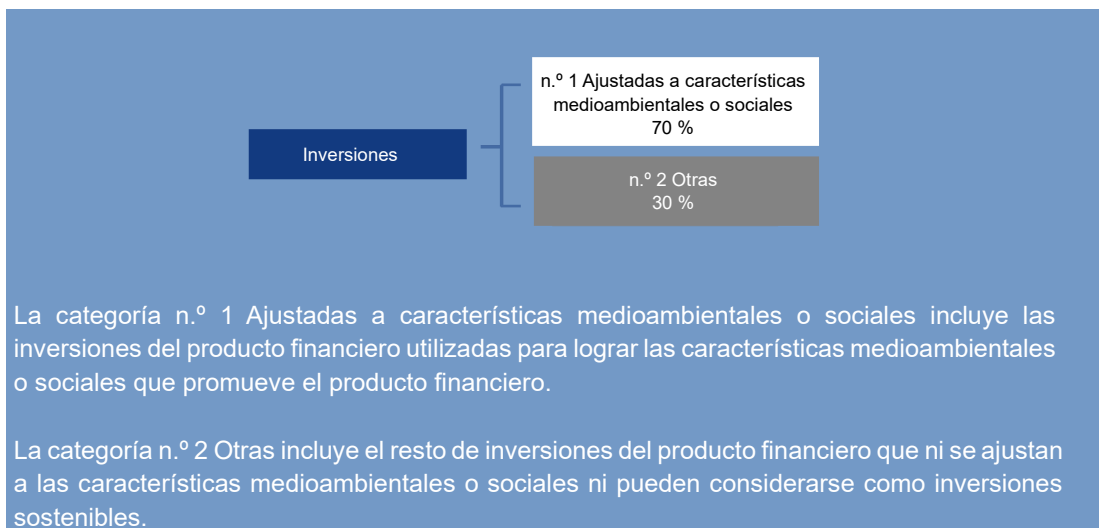 n.º 1 Ajustadas a características
medioambientales o sociales
70 %
Inversiones
n.º 2 Otras
30 %
La categoría n.º 1 Ajustadas a características medioambientales o sociales incluye las
inversiones del producto financiero utilizadas para lograr las características medioambientales
o sociales que promueve el producto financiero.
La categoría n.º 2 Otras incluye el resto de inversiones del producto financiero que ni se ajustan
a las características medioambientales o sociales ni pueden considerarse como inversiones
sostenibles.